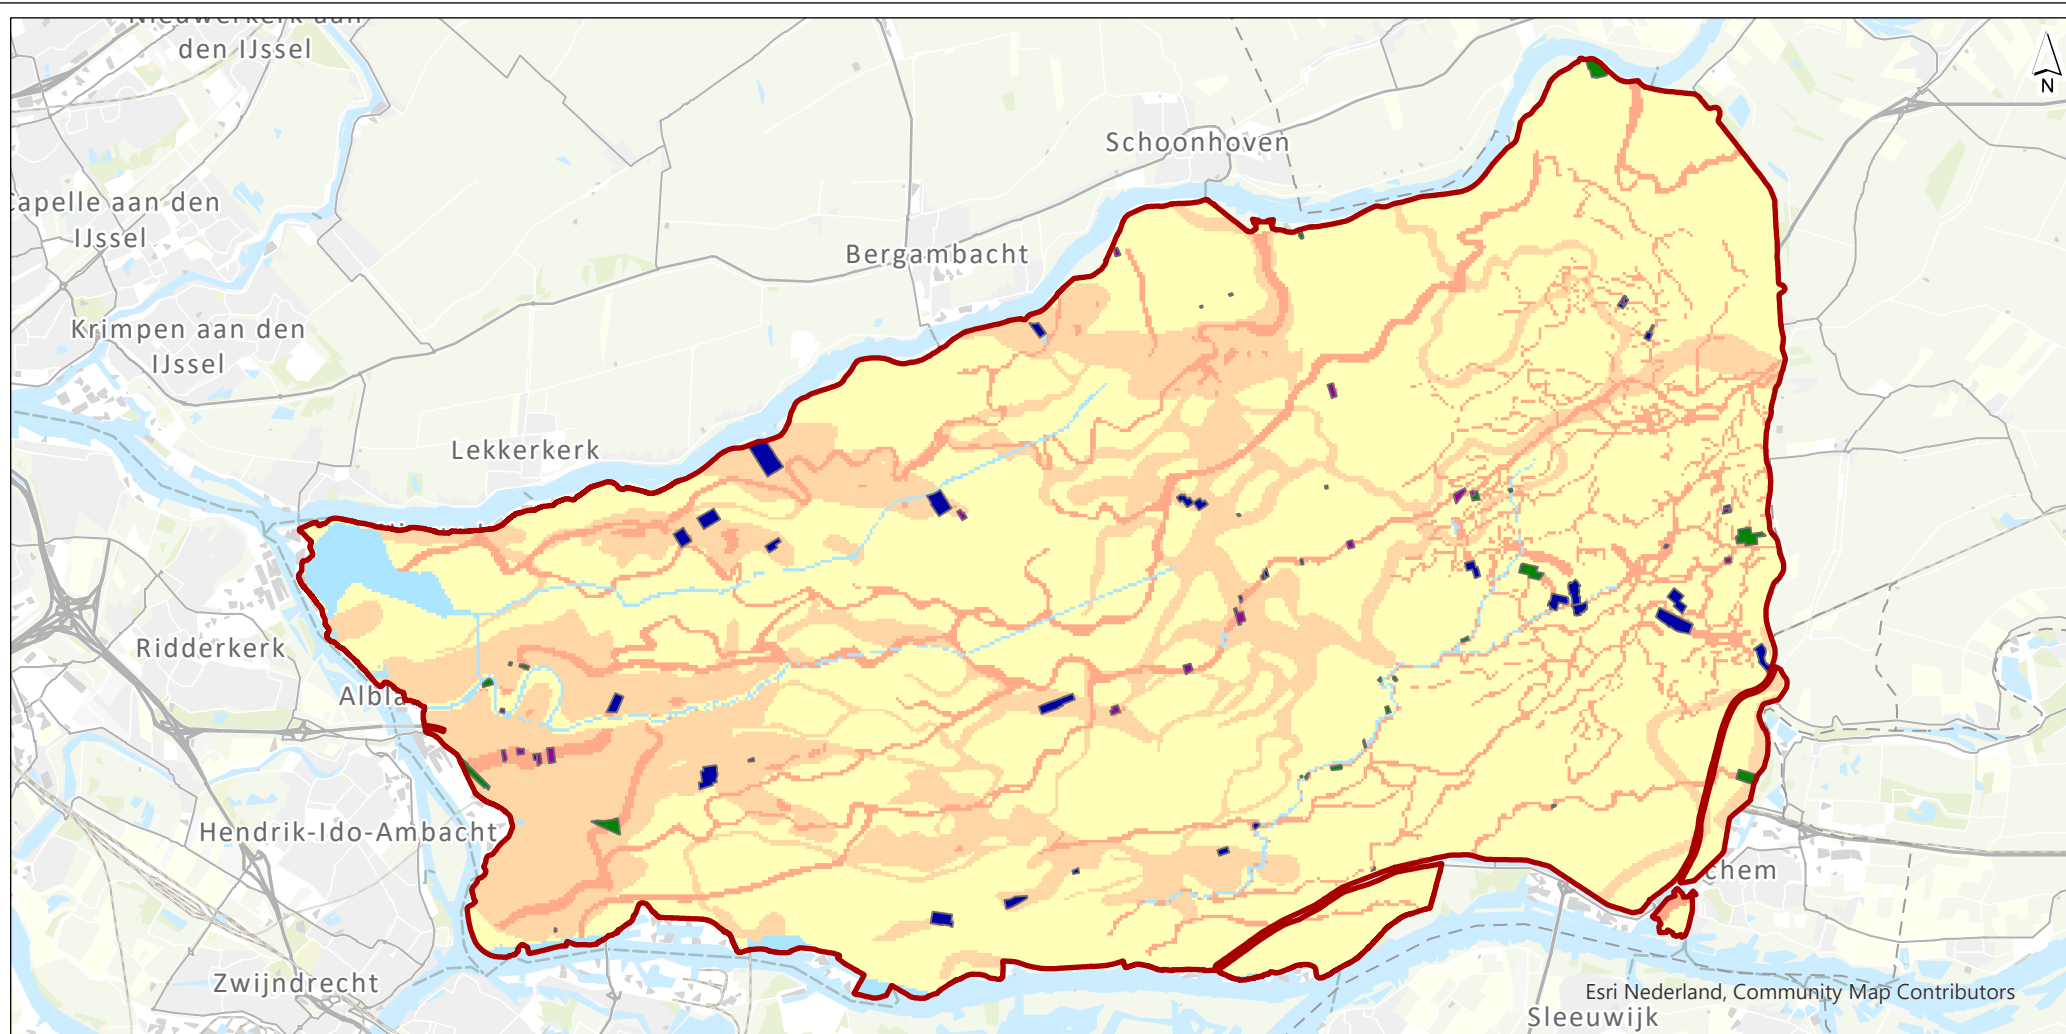 den IJssel
N
Schoonhoven
Capelle aan den
IJssel
Bergambacht
Krimpen aan den
IJssel
Lekkerkerk
Ridderkerk
Albla
Hendrik-Ido-Ambacht
chem
Zwijndrecht
Esri Nederland, Community Map Contributors
Sleeuwijk